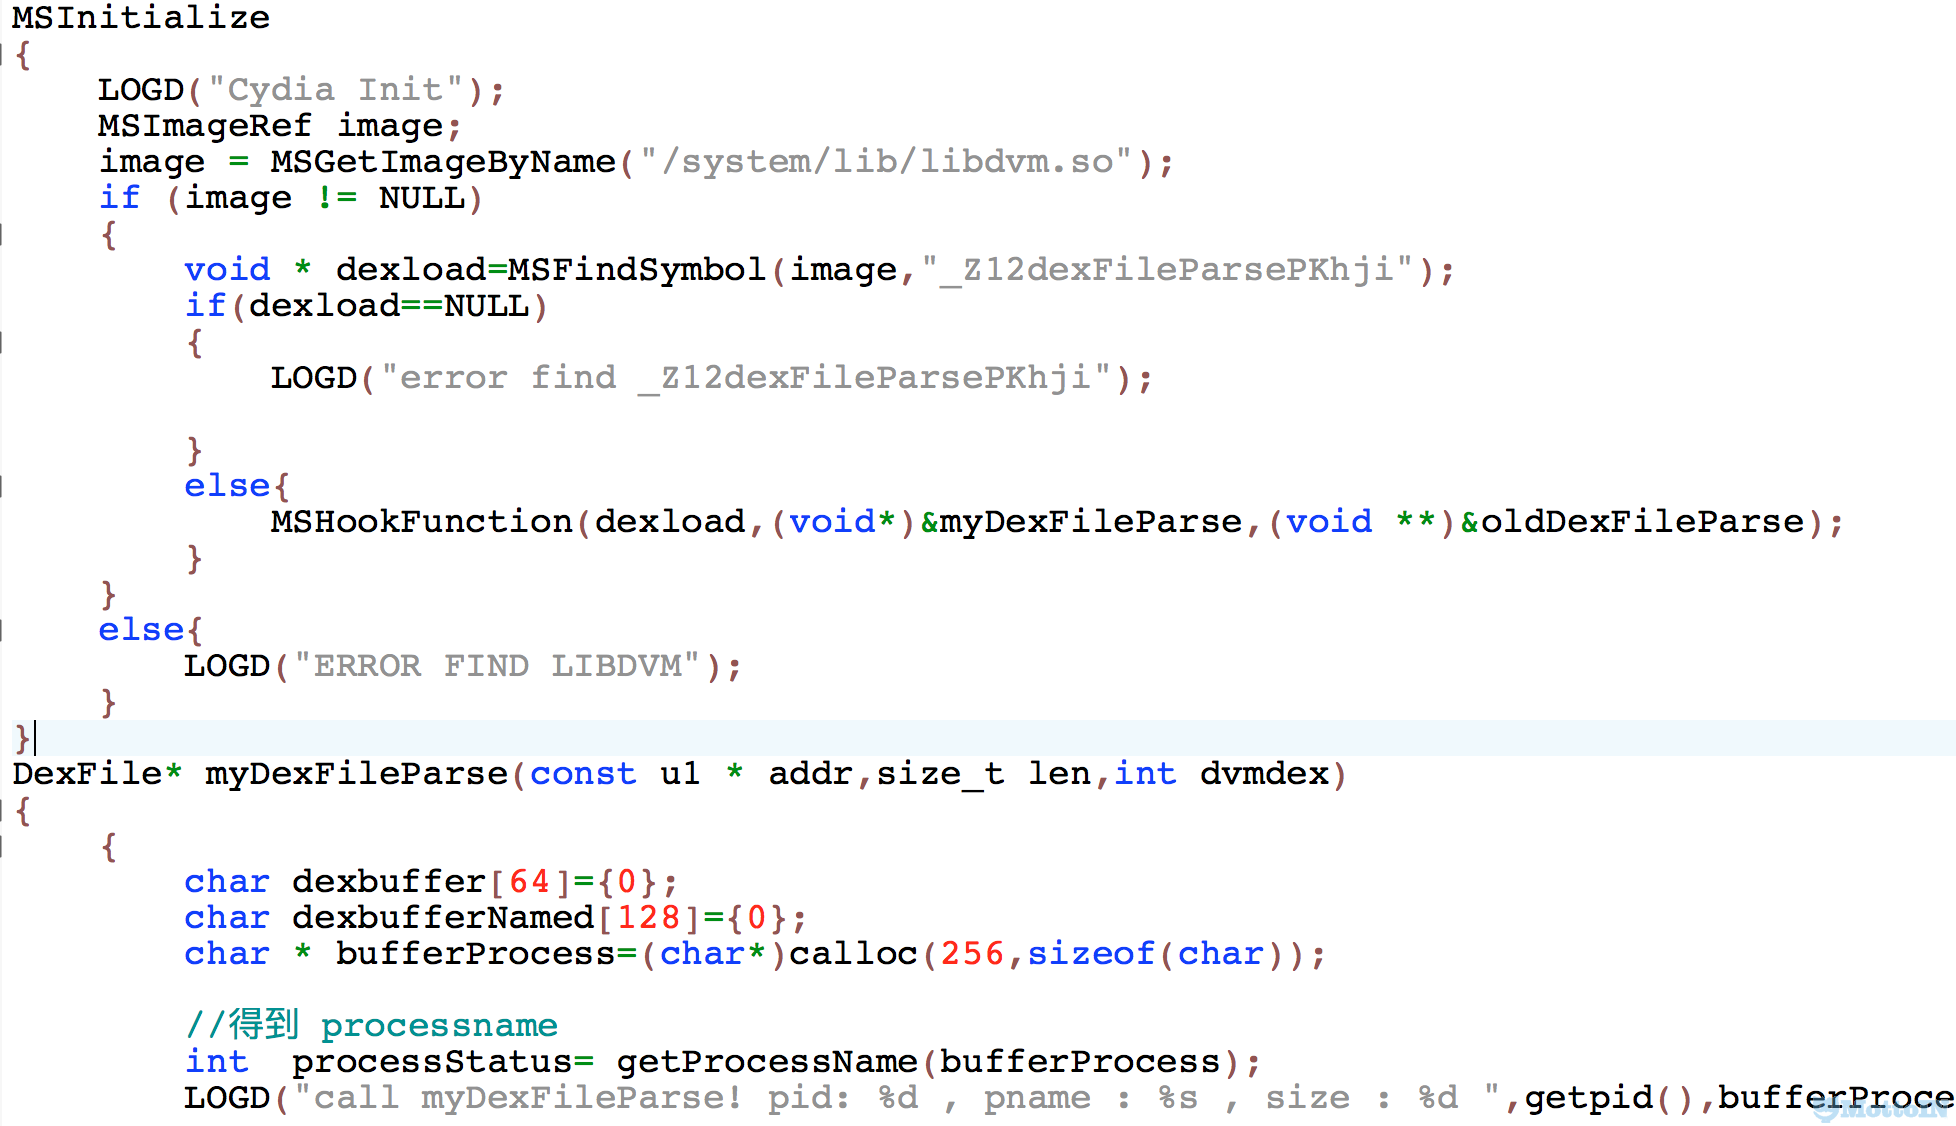 MSInitialize
{
    LOGD("Cydia Init");
    MSImageRef image;
    image = MSGetImageByName("/system/lib/libdvm.so");
    if (image != NULL)
    {
        void * dexload=MSFindSymbol(image,"_Z12dexFileParsePKhji");
        if(dexload==NULL)
        {
            LOGD("error find _Z12dexFileParsePKhji");
        }
        else{
            MSHookFunction(dexload,(void*)&myDexFileParse,(void **)&oldDexFileParse);
        }
    }
    else{
        LOGD("ERROR FIND LIBDVM");
    }
}
DexFile* myDexFileParse(const u1 * addr,size_t len,int dvmdex)
{
    {
        char dexbuffer[64]={0};
        char dexbufferNamed[128]={0};
        char * bufferProcess=(char*)calloc(256,sizeof(char));
        //得到 processname
        int  processStatus= getProcessName(bufferProcess);
        LOGD("call myDexFileParse! pid: %d , pname : %s , size : %d ",getpid(),bufferProce
MottoIN